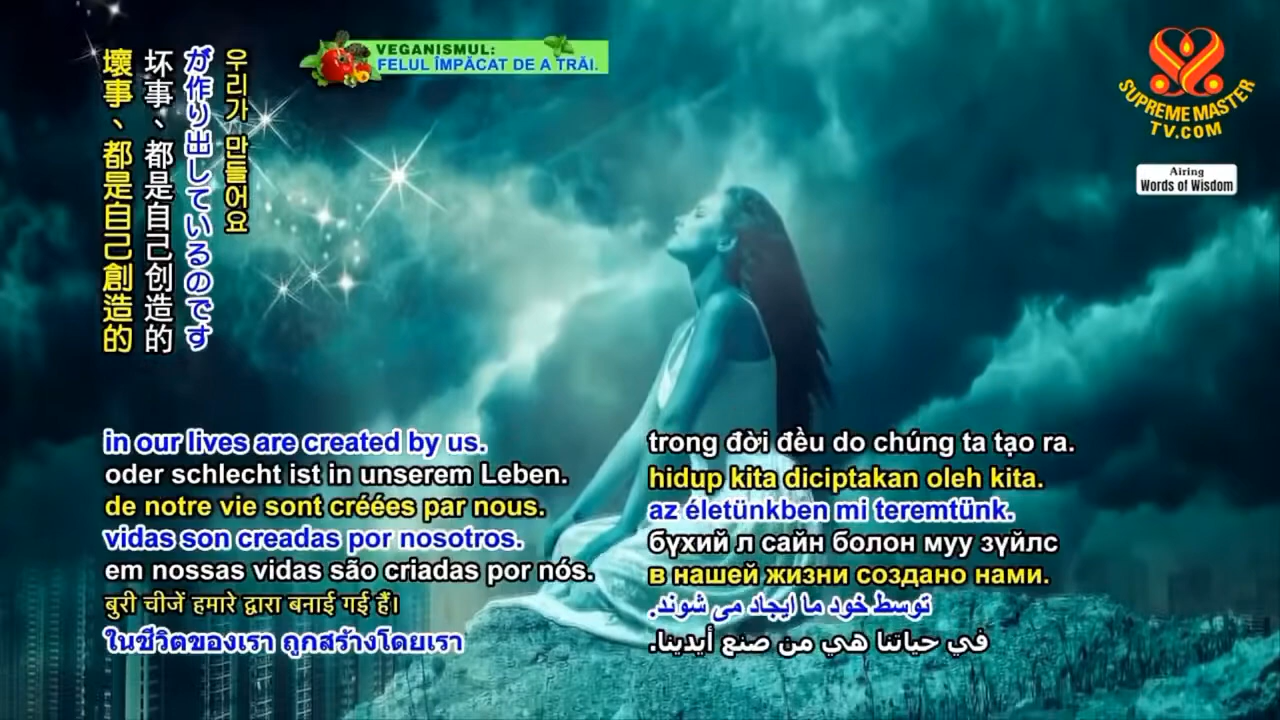 VEGANISMUL:
FELUL ÎMPĂCAT DE A TRĂI.
SUPREME MASTER
TV.COM
Airing
Words of Wisdom
우리가 만들어요
が作り出しているのです
坏事、都是自己创造的
壞事、都是自己創造的
in our lives are created by us.
oder schlecht ist in unserem Leben.
de notre vie sont créées par nous.
vidas son creadas por nosotros.
em nossas vidas são criadas por nós.
बुरी चीजें हमारे द्वारा बनाई गई हैं।
ในชีวิตของเรา ถูกสร้างโดยเรา
trong đời đều do chúng ta tạo ra.
hidup kita diciptakan oleh kita.
az életünkben mi teremtünk.
бүхий л сайн болон муу зүйлс
в нашей жизни создано нами.
توسط خود ما ایجاد می شوند.
في حياتنا هي من صنع أيدينا.